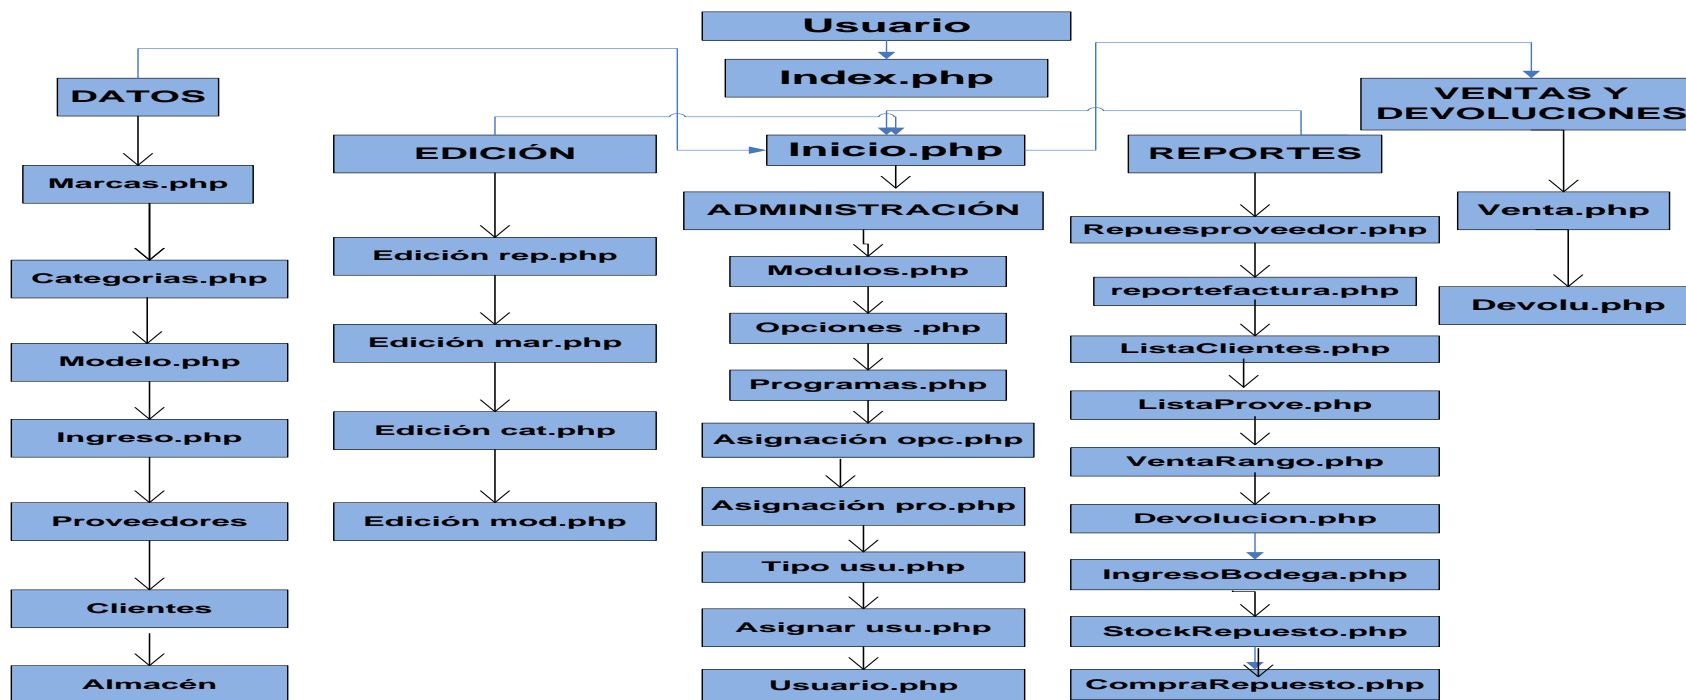 Usuario
Index.php
DATOS
Marcas.php
Categorias.php
Modelo.php
Ingreso.php
Proveedores
Clientes
Almacén
EDICIÓN
Edición rep.php
Edición mar.php
Edición cat.php
Edición mod.php
Inicio.php
ADMINISTRACIÓN
Modulos.php
Opciones .php
Programas.php
Asignación opc.php
Asignación pro.php
Tipo usu.php
Asignar usu.php
Usuario.php
REPORTES
Repuesproveedor.php
reportefactura.php
ListaClientes.php
ListaProve.php
VentaRango.php
Devolucion.php
IngresoBodega.php
StockRepuesto.php
CompraRepuesto.php
VENTAS Y
DEVOLUCIONES
Venta.php
Devolu.php